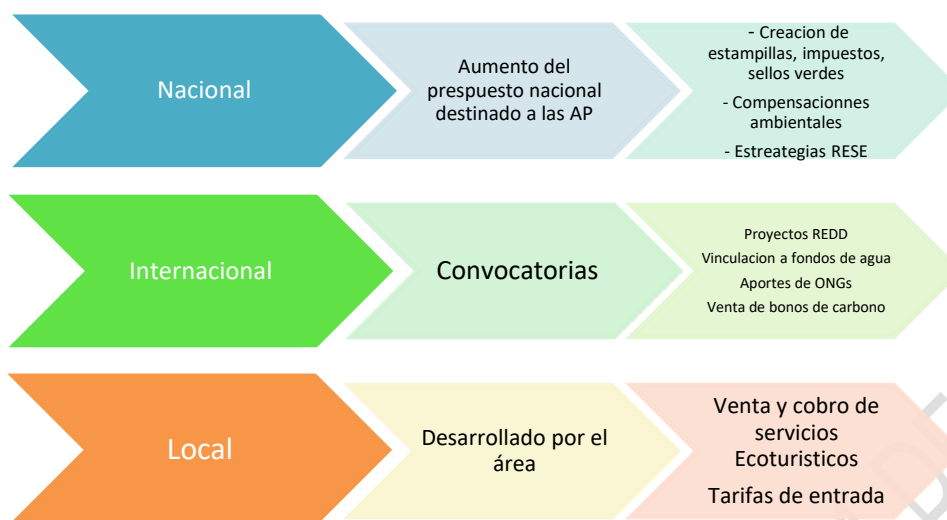 Nacional
Aumento del
prespuesto nacional
destinado a las AP
- Creacion de
estampillas, impuestos,
sellos verdes
- Compensacionnes
ambientales
- Estreategias RESE
Internacional
Convocatorias
Proyectos REDD
Vinculacion a fondos de agua
Aportes de ONGs
Venta de bonos de carbono
Local
Desarrollado por el
área
Venta y cobro de
servicios
Ecoturisticos
Tarifas de entrada